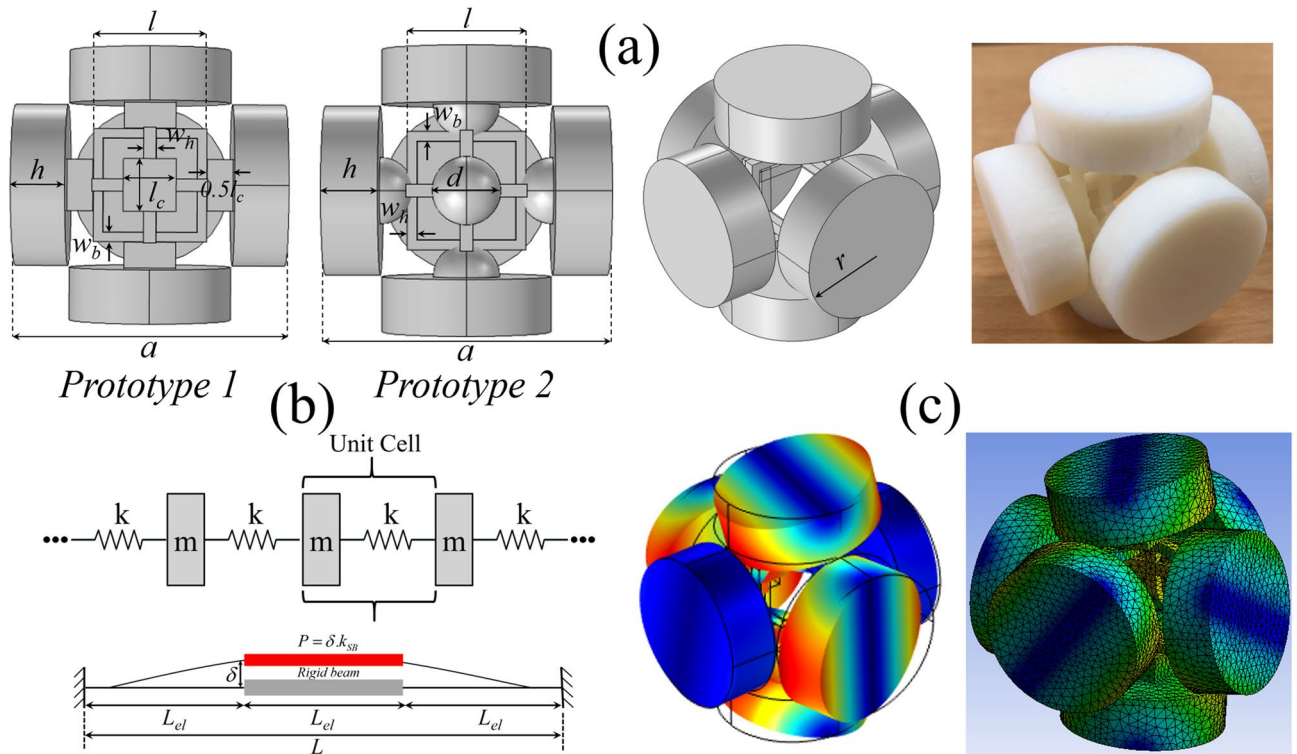 (a)
l
w_h
h
l_c
0.5l_c
w_b
a
Prototype 1
l
w_b
h
d
w_h
a
Prototype 2
r
(b)
Unit Cell
k
k
k
k
••• m m m •••
P = δ.k_SB
δ
Rigid beam
L_el
L_el
L_el
L
(c)